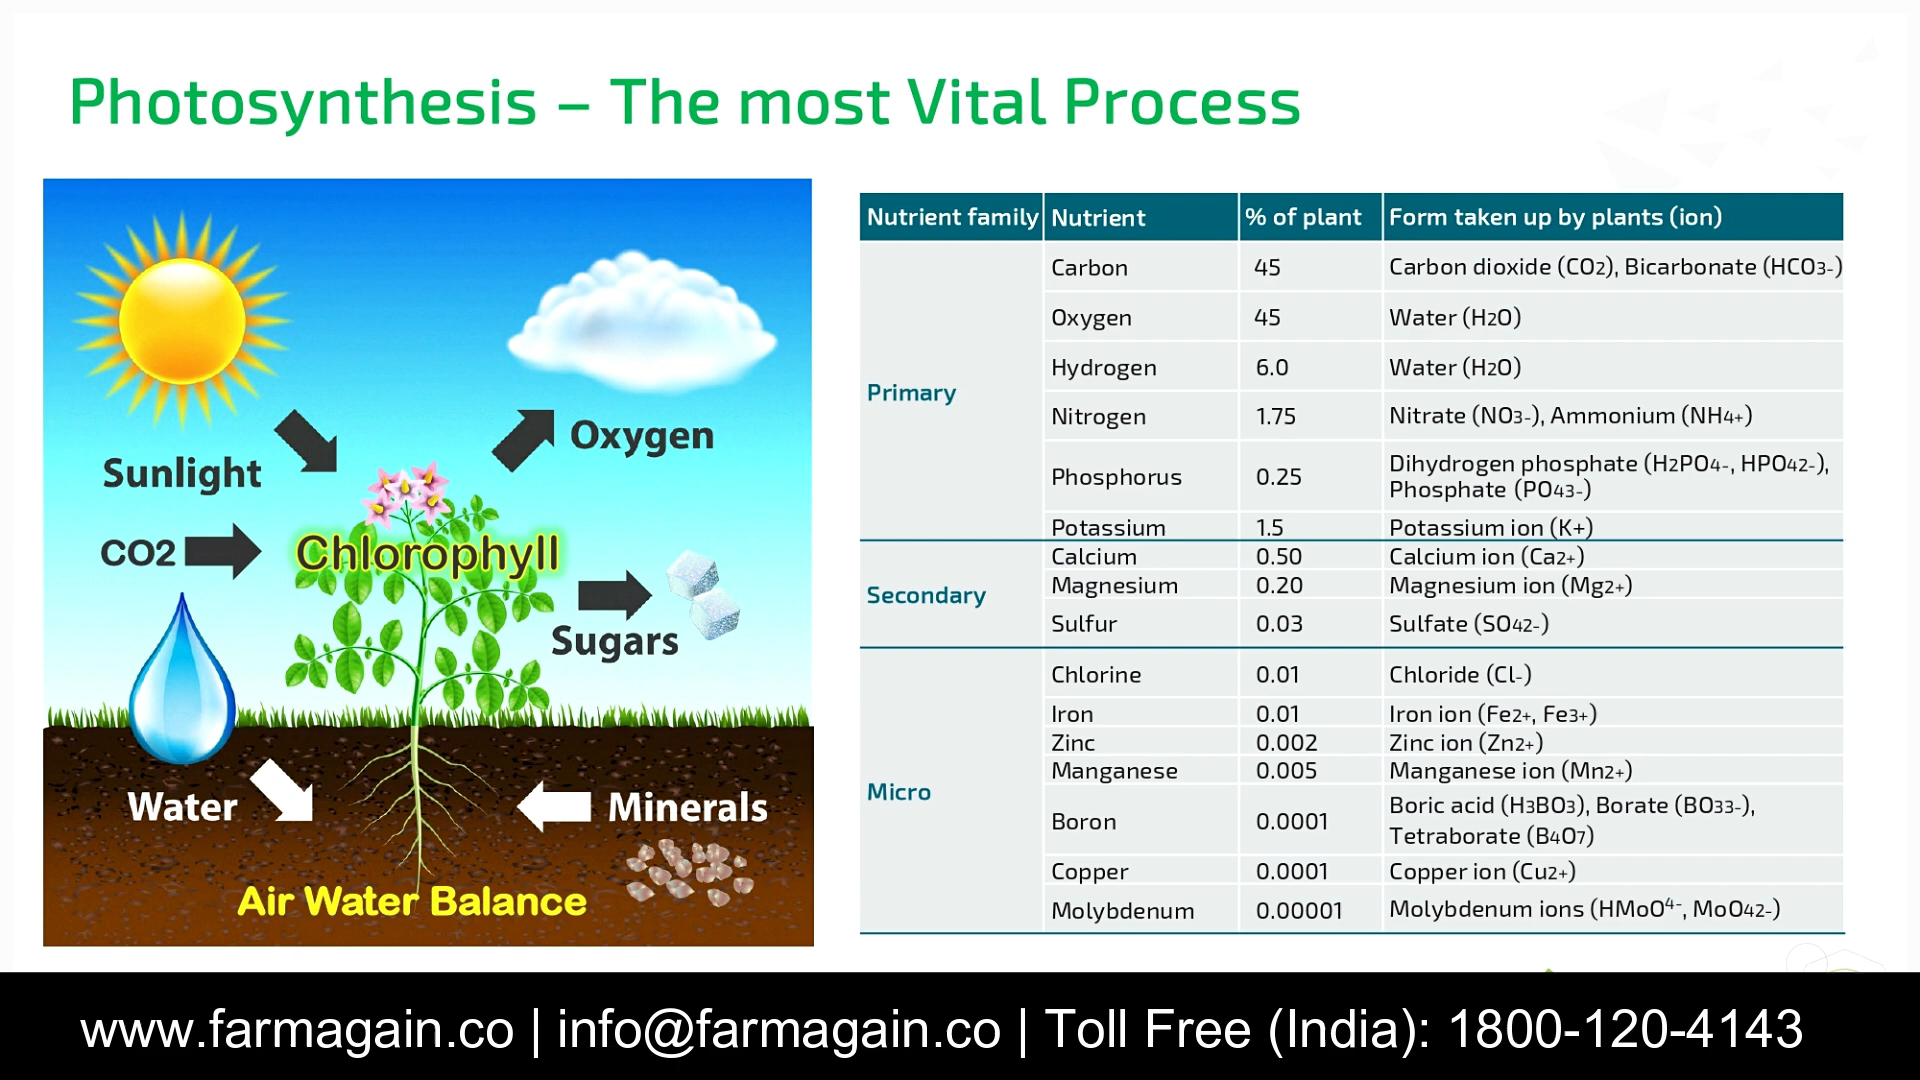 Photosynthesis – The most Vital Process
Sunlight
Oxygen
CO2
Chlorophyll
Sugars
Water
Minerals
Air Water Balance
Nutrient family Nutrient % of plant Form taken up by plants (ion)
Primary
Carbon 45 Carbon dioxide (CO2), Bicarbonate (HCO3-)
Oxygen 45 Water (H2O)
Hydrogen 6.0 Water (H2O)
Nitrogen 1.75 Nitrate (NO3-), Ammonium (NH4+)
Phosphorus 0.25 Dihydrogen phosphate (H2PO4-, HPO42-),
Phosphate (PO43-)
Potassium 1.5 Potassium ion (K+)
Secondary
Calcium 0.50 Calcium ion (Ca2+)
Magnesium 0.20 Magnesium ion (Mg2+)
Sulfur 0.03 Sulfate (SO42-)
Micro
Chlorine 0.01 Chloride (Cl-)
Iron 0.01 Iron ion (Fe2+, Fe3+)
Zinc 0.002 Zinc ion (Zn2+)
Manganese 0.005 Manganese ion (Mn2+)
Boron 0.0001 Boric acid (H3BO3), Borate (BO33-),
Tetraborate (B4O7)
Copper 0.0001 Copper ion (Cu2+)
Molybdenum 0.00001 Molybdenum ions (HMoO4-, MoO42-)
www.farmagain.co | info@farmagain.co | Toll Free (India): 1800-120-4143